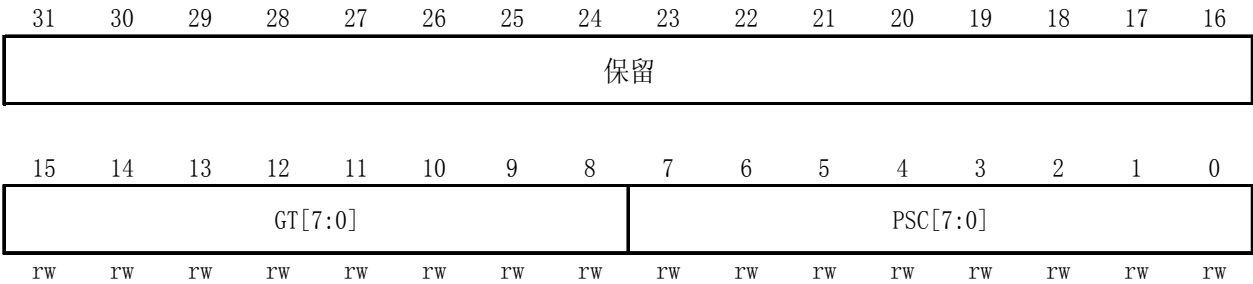 31 30 29 28 27 26 25 24 23 22 21 20 19 18 17 16
保留
15 14 13 12 11 10 9 8 7 6 5 4 3 2 1 0
GT[7:0] PSC[7:0]
rw rw rw rw rw rw rw rw rw rw rw rw rw rw rw rw